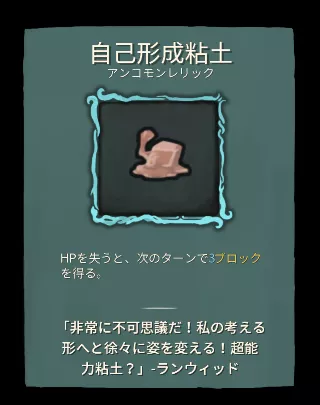 自己形成粘土
アンコモンレリック
HPを失うと、次のターンで3ブロック
を得る。
「非常に不可思議だ！私の考える
形へと徐々に姿を変える！超能
力粘土？」-ランウィッド